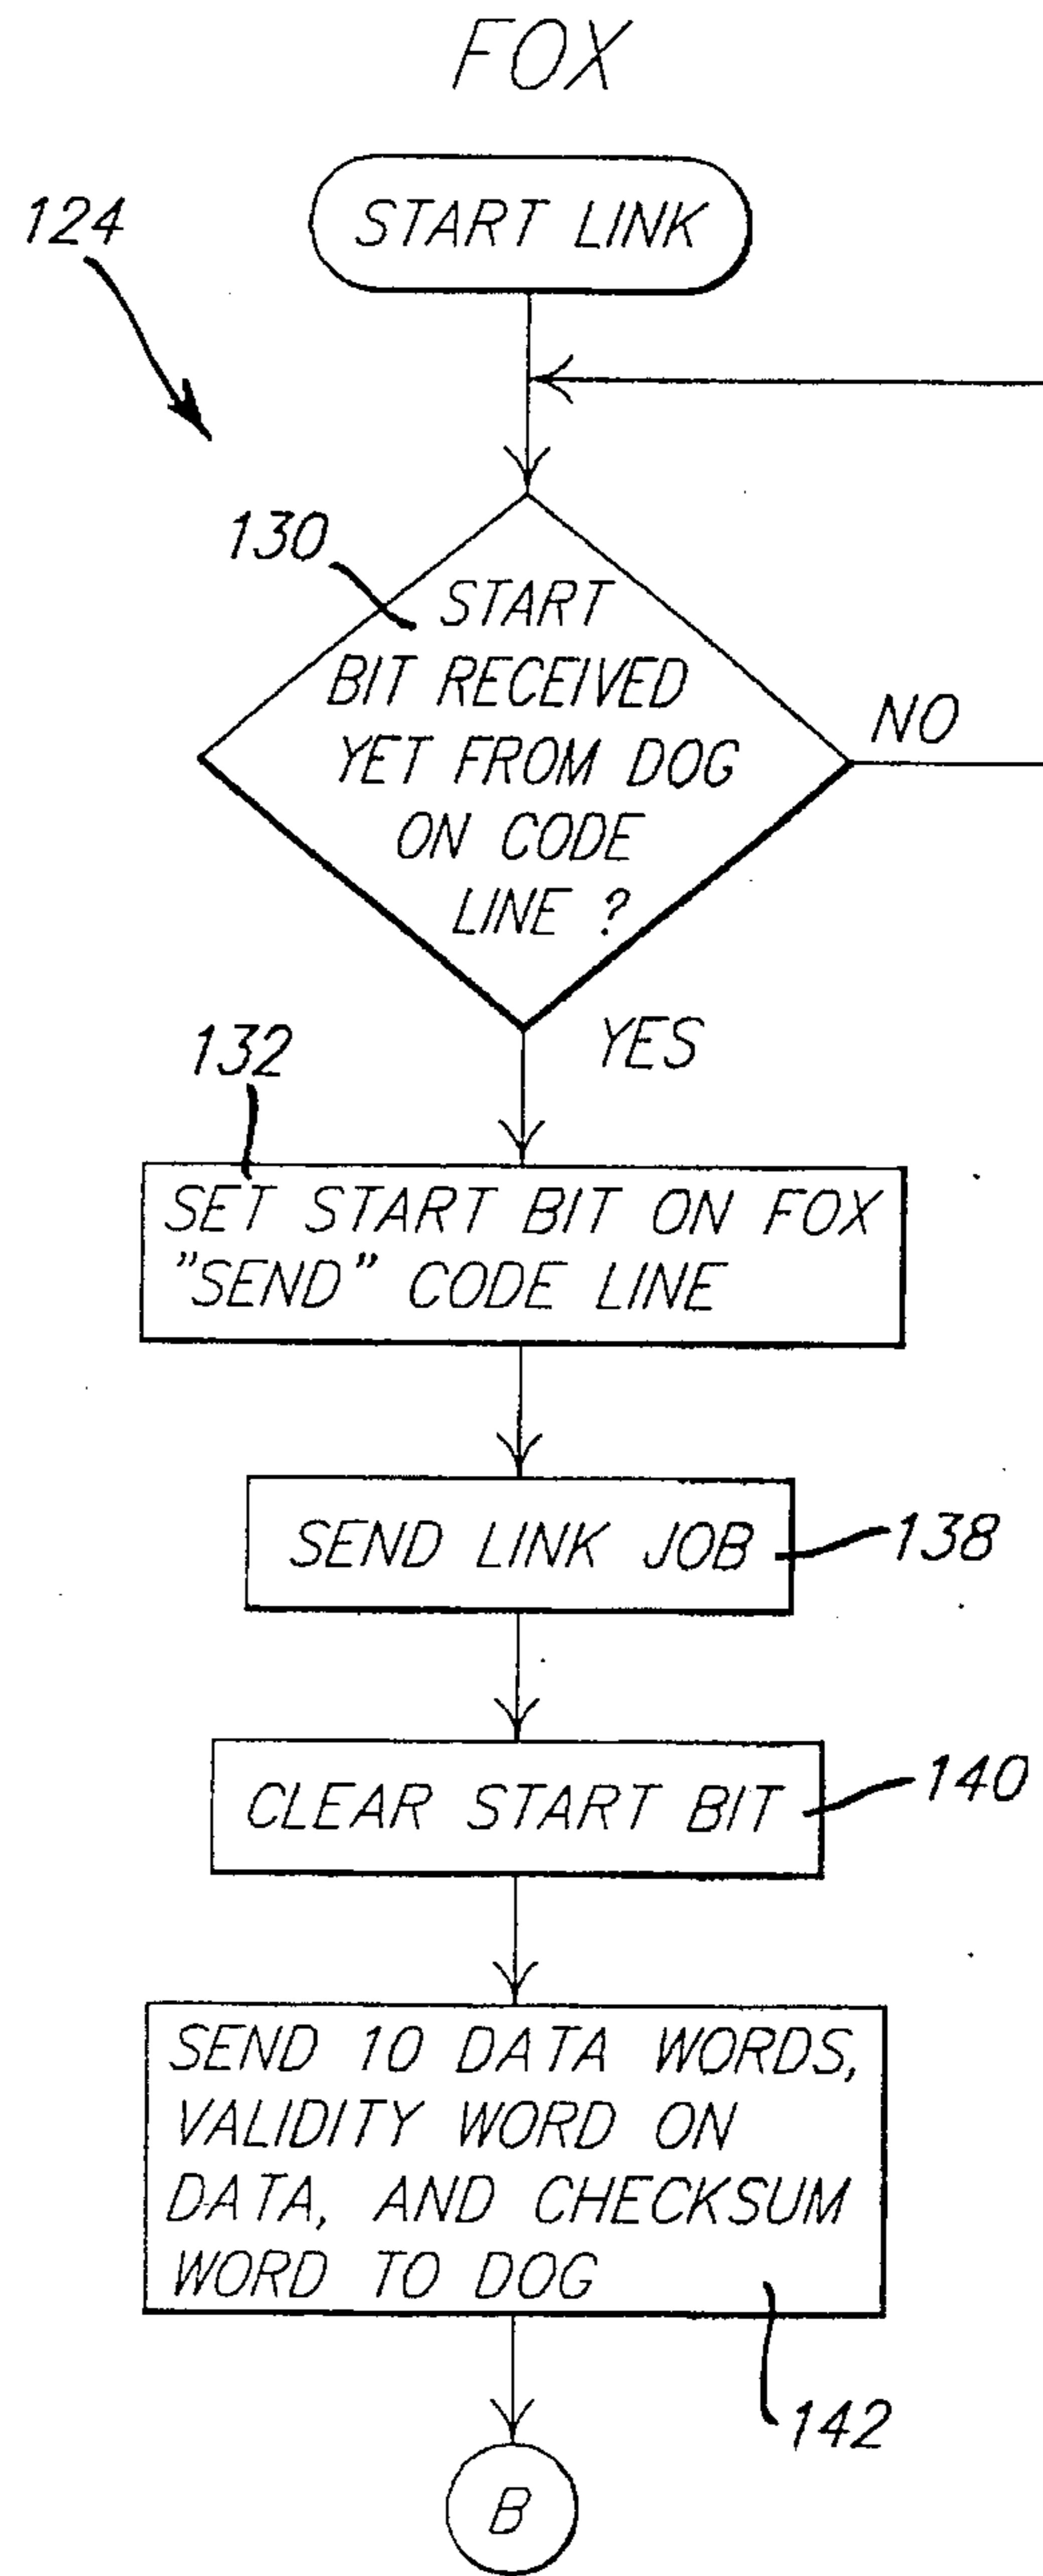 FOX
START LINK
124
130
START
BIT RECEIVED
YET FROM DOG
ON CODE
LINE ?
NO
YES
132
SET START BIT ON FOX
"SEND" CODE LINE
SEND LINK JOB
138
CLEAR START BIT
140
SEND 10 DATA WORDS,
VALIDITY WORD ON
DATA, AND CHECKSUM
WORD TO DOG
142
B